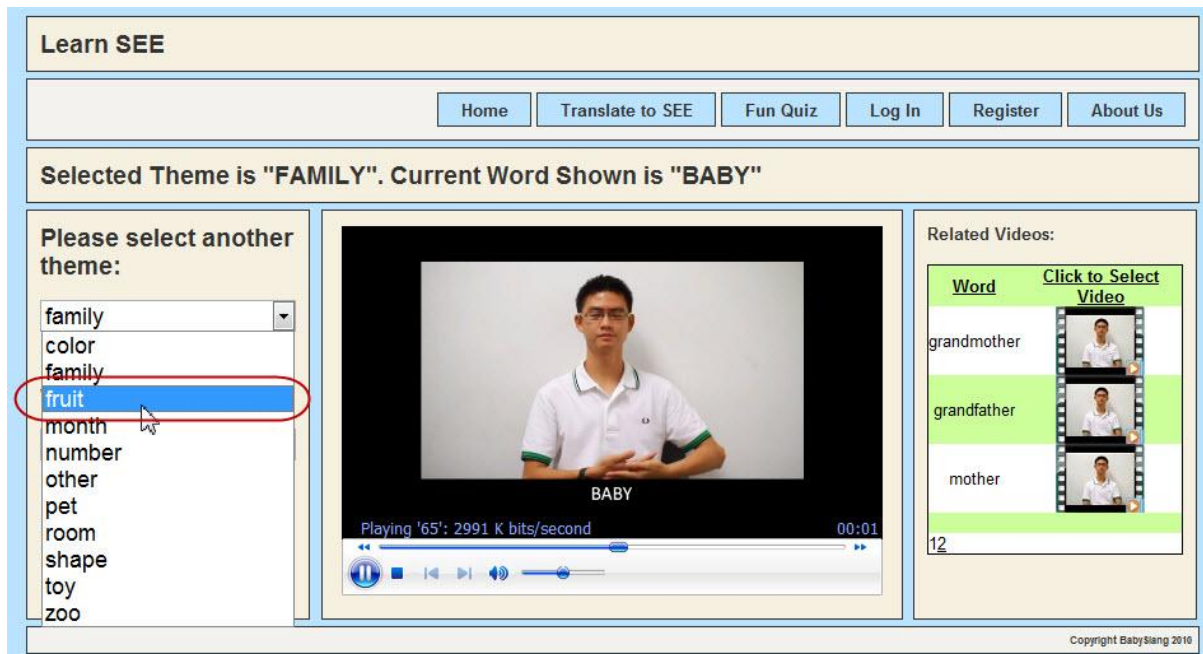 Learn SEE
Home Translate to SEE Fun Quiz Log In Register About Us
Selected Theme is "FAMILY". Current Word Shown is "BABY"
Please select another
theme:
family
color
family
fruit
month
number
other
pet
room
shape
toy
zoo
BABY
Playing '65': 2991 K bits/second 00:01
Related Videos:
Word Click to Select
Video
grandmother
grandfather
mother
12
Copyright BabySlang 2010